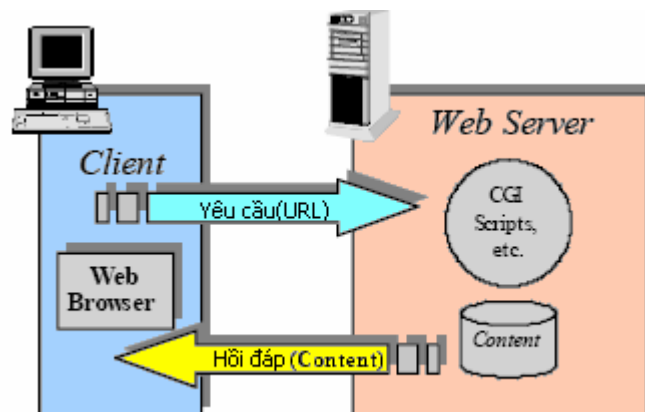 Web Server
Client
CGI
Scripts,
etc.
Yêu cầu(URL)
Web
Browser
Content
Hồi đáp (Content)